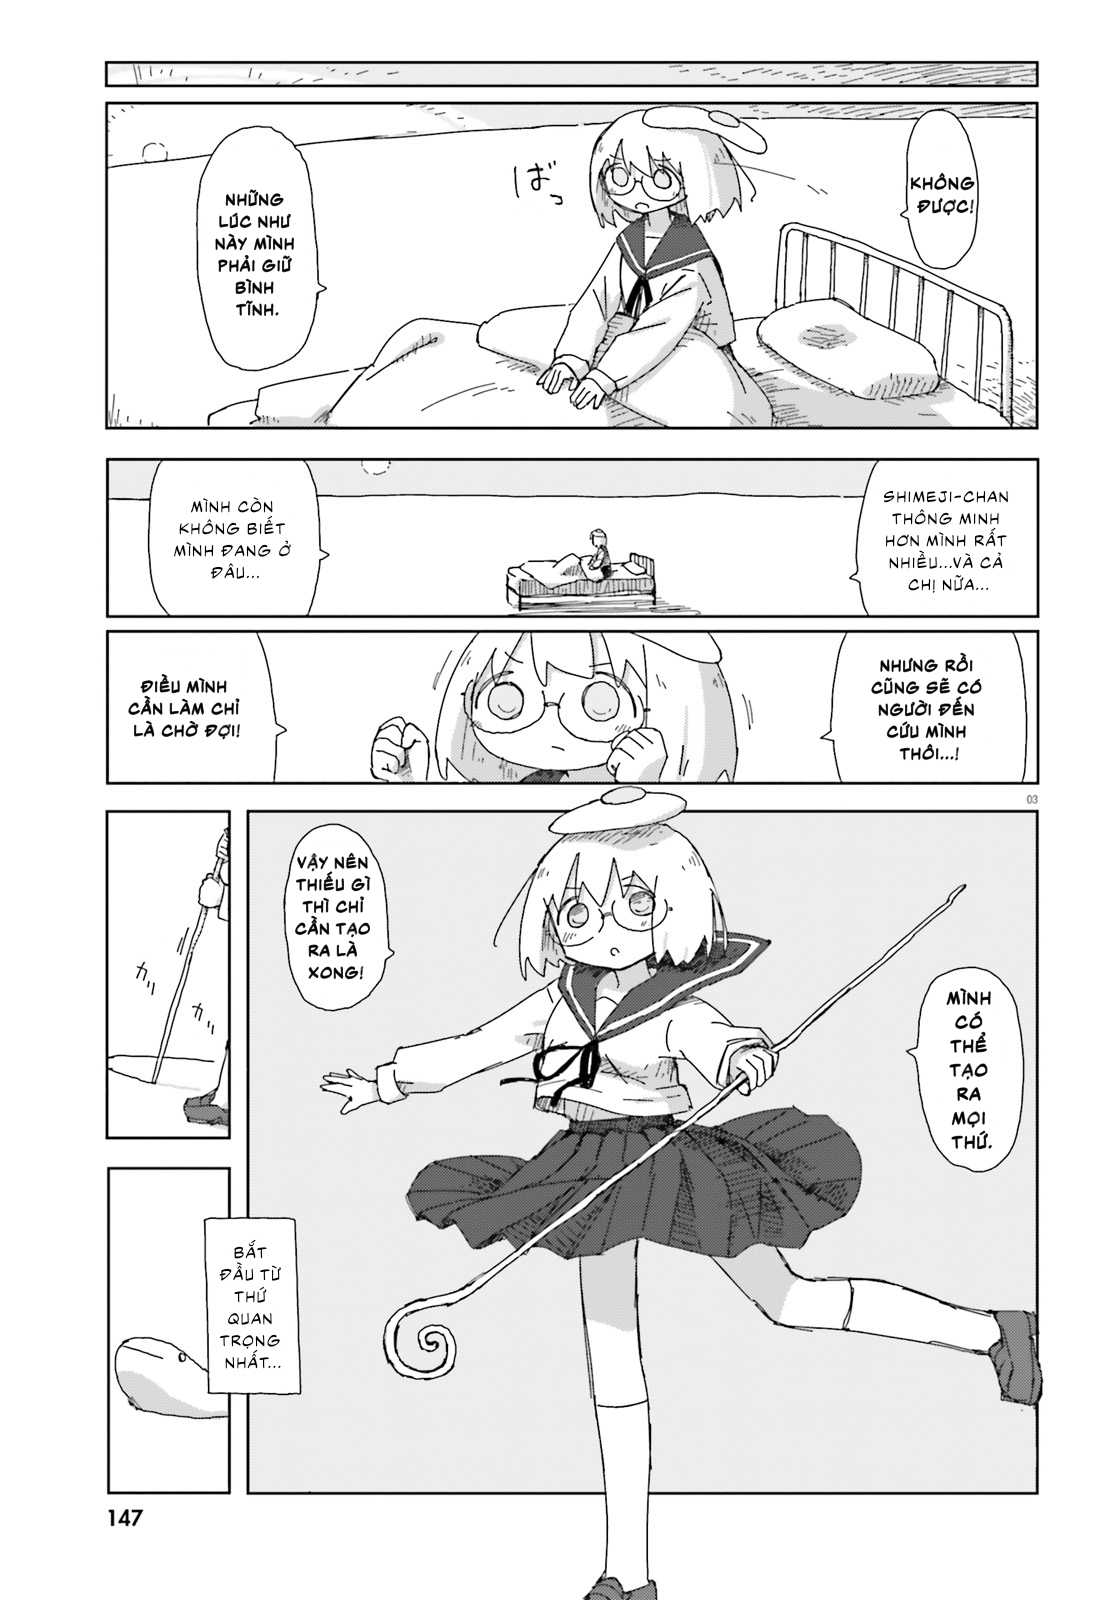 KHÔNG
ĐƯỢC!
ばっ
NHỮNG
LÚC NHƯ
NÀY MÌNH
PHẢI GIỮ
BÌNH
TĨNH.
SHIMEJI-CHAN
THÔNG MINH
HƠN MÌNH RẤT
NHIỀU...VÀ CẢ
CHỊ NỮA...
MÌNH CÒN
KHÔNG BIẾT
MÌNH ĐANG Ở
ĐÂU...
NHƯNG RỒI
CŨNG SẼ CÓ
NGƯỜI ĐẾN
CỨU MÌNH
THÔI...!
ĐIỀU MÌNH
CẦN LÀM CHỈ
LÀ CHỜ ĐỢI!
03
MÌNH
CÓ
THỂ
TẠO
RA
MỌI
THỨ.
VẬY NÊN
THIẾU GÌ
THÌ CHỈ
CẦN TẠO
RA LÀ
XONG!
カリ
カリ
BẮT
ĐẦU TỪ
THỨ
QUAN
TRỌNG
NHẤT...
147